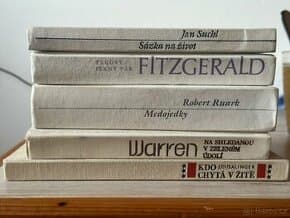 Jan Suchl
Sázka na život
FITZGERALD
Robert Ruark
Medojedky
Warren
NA SHLEDANOU
V ZELENÉM
ÚDOLÍ
KDO
CHYTÁ V ŽITĚ